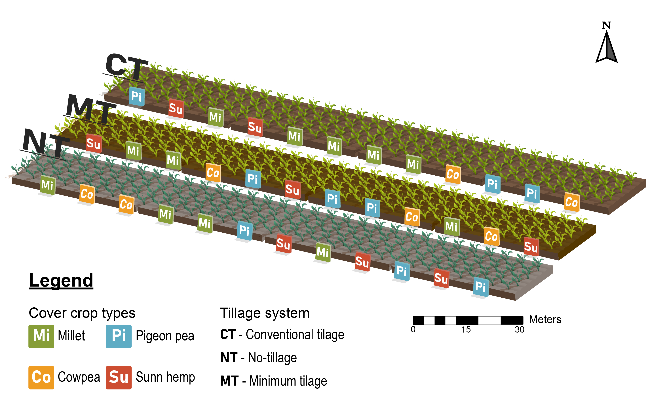 N
CT
Pi Su Mi Su Mi Mi Mi Mi Co Pi Pi Co
MT
Su Mi Mi Co Pi Su Pi Pi Co Mi Co Su
NT
Mi Co Co Mi Mi Pi Su Mi Su Pi Su Pi
Legend
Cover crop types
Mi Millet Pi Pigeon pea
Co Cowpea Su Sunn hemp
Tillage system
CT - Conventional tilage
NT - No-tillage
MT - Minimum tilage
Meters
0 15 30